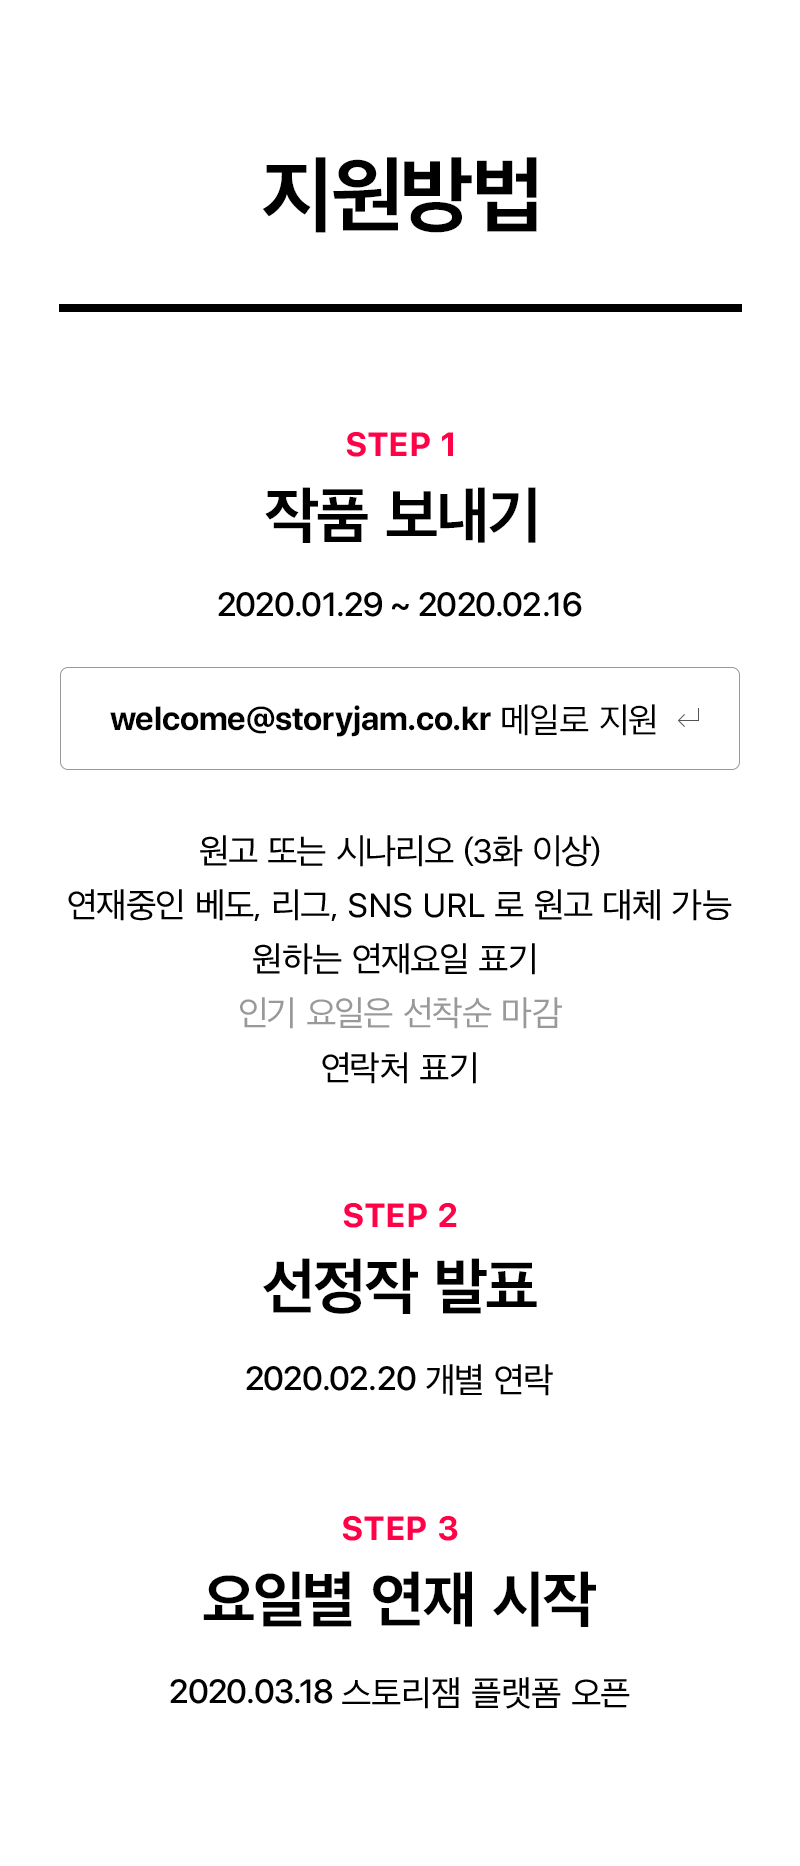 지원방법
STEP 1
작품 보내기
2020.01.29 ~ 2020.02.16
welcome@storyjam.co.kr 메일로 지원
원고 또는 시나리오 (3화 이상)
연재중인 베도, 리그, SNS URL 로 원고 대체 가능
원하는 연재요일 표기
인기 요일은 선착순 마감
연락처 표기
STEP 2
선정작 발표
2020.02.20 개별 연락
STEP 3
요일별 연재 시작
2020.03.18 스토리잼 플랫폼 오픈